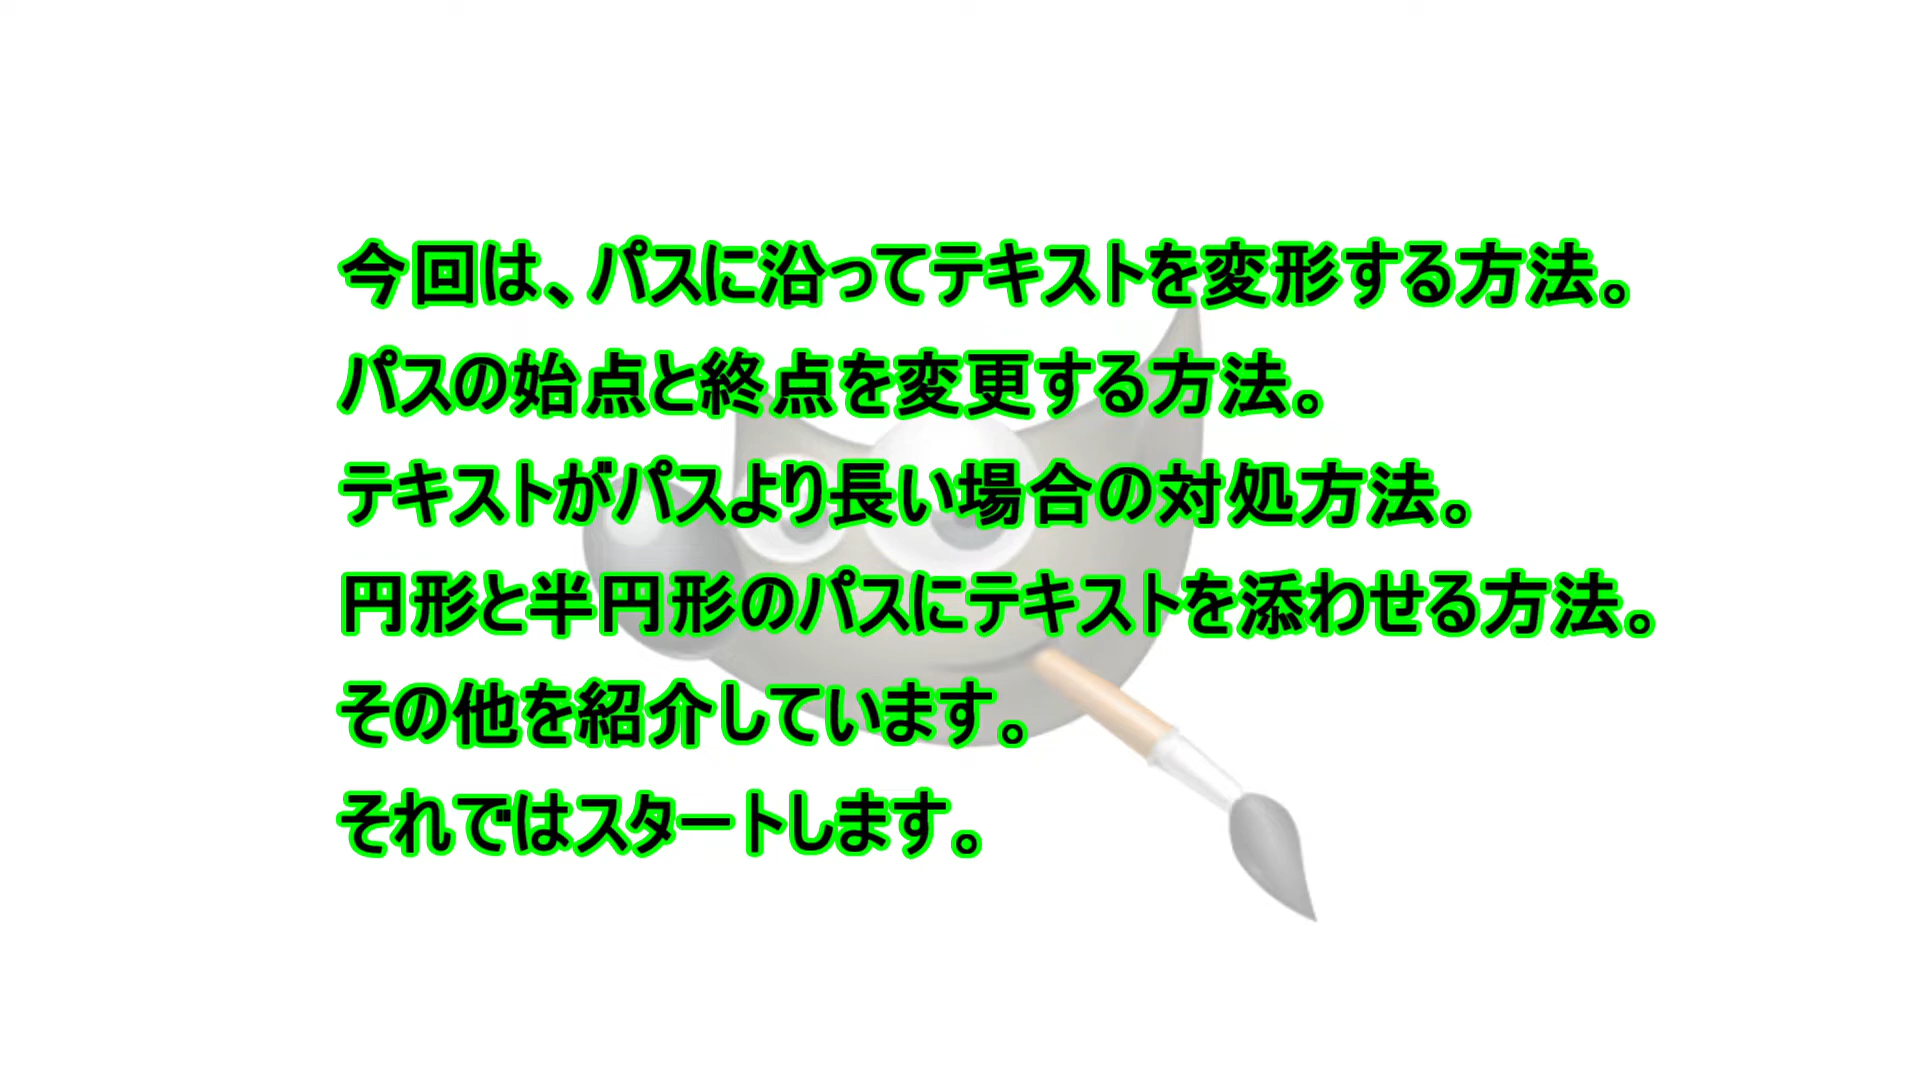 今回は、パスに沿ってテキストを変形する方法。
パスの始点と終点を変更する方法。
テキストがパスより長い場合の対処方法。
円形と半円形のパスにテキストを添わせる方法。
その他を紹介しています。
それではスタートします。